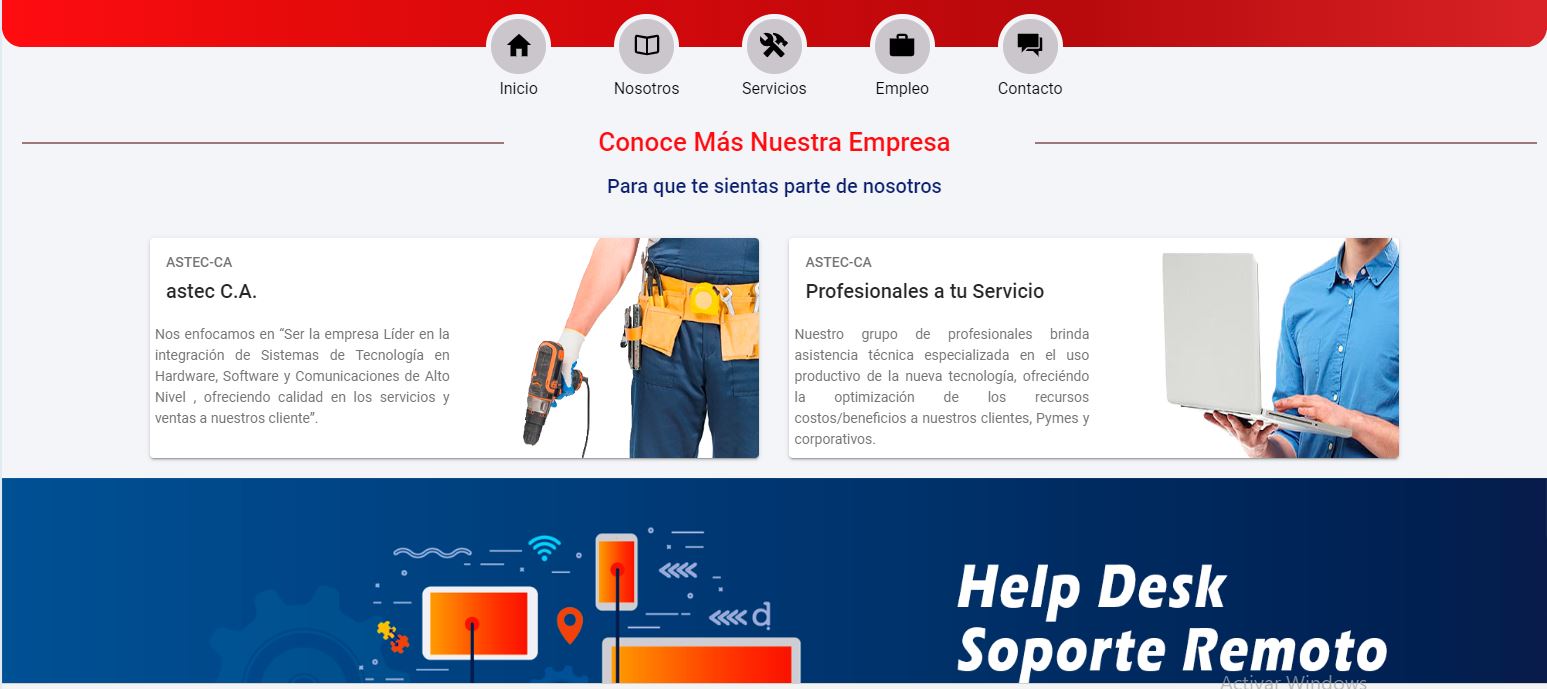 Inicio
Nosotros
Servicios
Empleo
Contacto
Conoce Más Nuestra Empresa
Para que te sientas parte de nosotros
ASTEC-CA
astec C.A.
Nos enfocamos en “Ser la empresa Líder en la
integración de Sistemas de Tecnología en
Hardware, Software y Comunicaciones de Alto
Nivel , ofreciendo calidad en los servicios y
ventas a nuestros cliente”.
ASTEC-CA
Profesionales a tu Servicio
Nuestro grupo de profesionales brinda
asistencia técnica especializada en el uso
productivo de la nueva tecnología, ofreciéndo
la optimización de los recursos
costos/beneficios a nuestros clientes, Pymes y
corporativos.
Help Desk
Soporte Remoto
Activar Windows